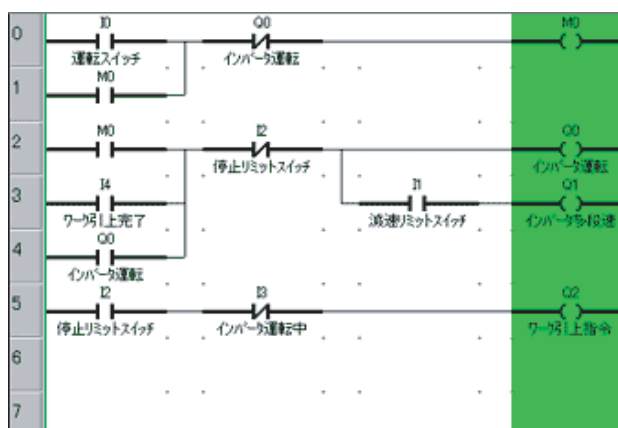 0
I0
Q0
M0
運転スイッチ
インバータ運転
M0
1
2
M0
I2
Q0
停止リミットスイッチ
インバータ運転
3
I4
I1
Q1
ワーク引上完了
減速リミットスイッチ
インバータ多段速
4
Q0
インバータ運転
5
I2
I3
Q2
停止リミットスイッチ
インバータ運転中
ワーク引上指令
6
7